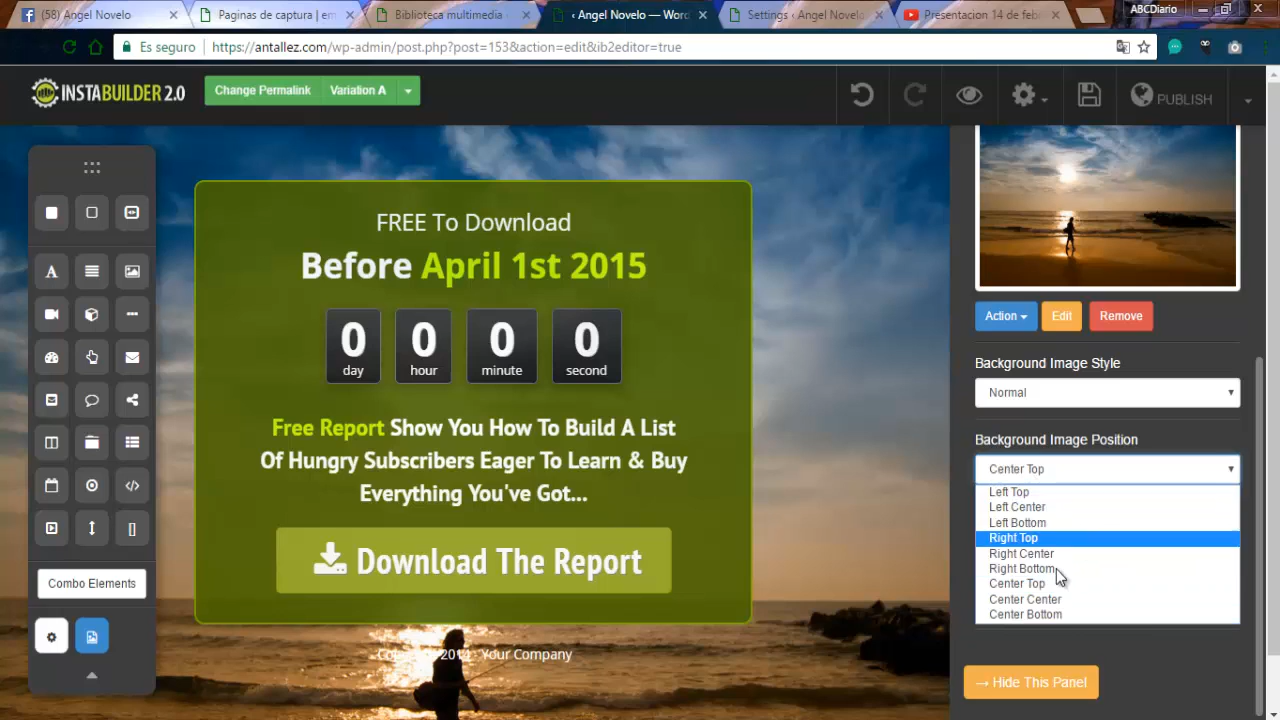 (58) Angel Novelo
Paginas de captura | em
Biblioteca multimedia
‹ Angel Novelo — Word
Settings ‹ Angel Novelo
Presentacion 14 de feb
ABCDiario
Es seguro
https://antallez.com/wp-admin/post.php?post=153&action=edit&ib2editor=true
INSTABUILDER 2.0
Change Permalink
Variation A
PUBLISH
FREE To Download
Before April 1st 2015
0
0
0
0
day
hour
minute
second
Free Report Show You How To Build A List
Of Hungry Subscribers Eager To Learn & Buy
Everything You've Got...
Download The Report
Your Company
A
Combo Elements
Action
Edit
Remove
Background Image Style
Normal
Background Image Position
Center Top
Left Top
Left Center
Left Bottom
Right Top
Right Center
Right Bottom
Center Top
Center Center
Center Bottom
→ Hide This Panel